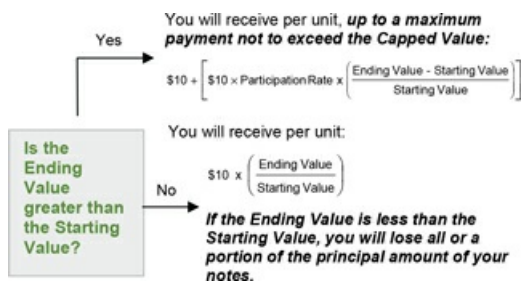 You will receive per unit, up to a maximum
payment not to exceed the Capped Value:
Yes
$10 + [ $10 × Participation Rate x ( Ending Value - Starting Value / Starting Value ) ]
Is the
Ending
Value
greater than
the Starting
Value?
You will receive per unit:
No
$10 x ( Ending Value / Starting Value )
If the Ending Value is less than the
Starting Value, you will lose all or a
portion of the principal amount of your
notes.